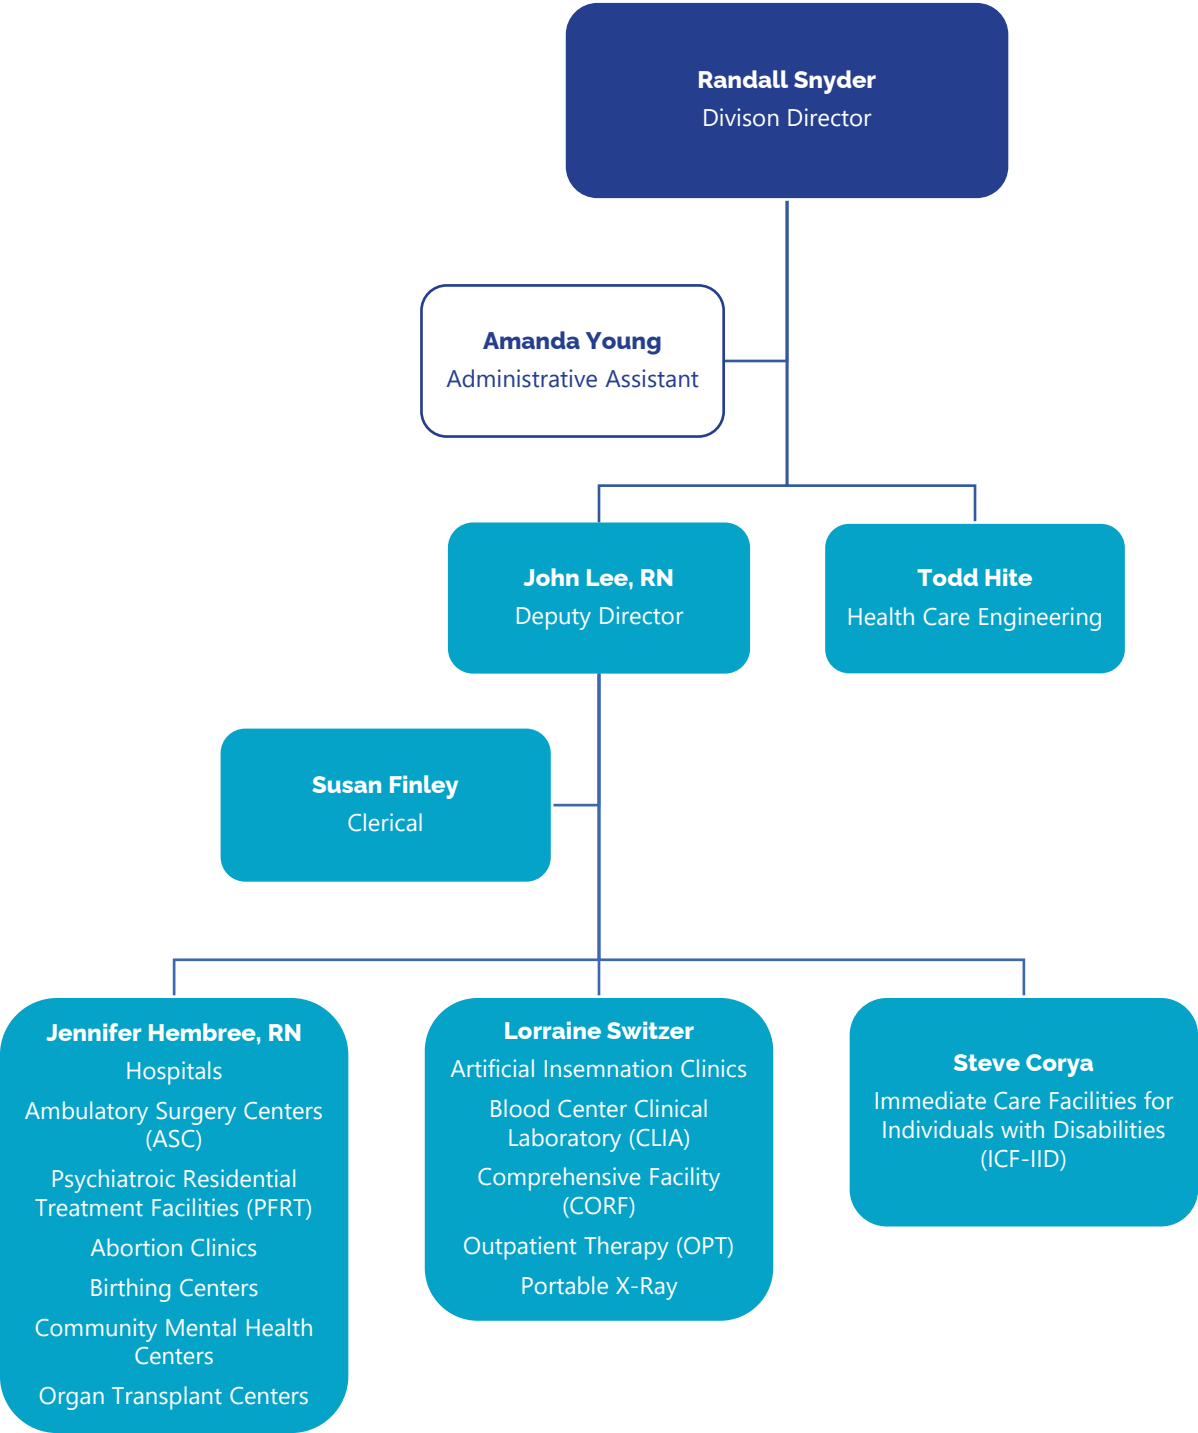 Randall Snyder
Divison Director
Amanda Young
Administrative Assistant
John Lee, RN
Deputy Director
Todd Hite
Health Care Engineering
Susan Finley
Clerical
Jennifer Hembree, RN
Hospitals
Ambulatory Surgery Centers
(ASC)
Psychiatroic Residential
Treatment Facilities (PFRT)
Abortion Clinics
Birthing Centers
Community Mental Health
Centers
Organ Transplant Centers
Lorraine Switzer
Artificial Insemnation Clinics
Blood Center Clinical
Laboratory (CLIA)
Comprehensive Facility
(CORF)
Outpatient Therapy (OPT)
Portable X-Ray
Steve Corya
Immediate Care Facilities for
Individuals with Disabilities
(ICF-IID)